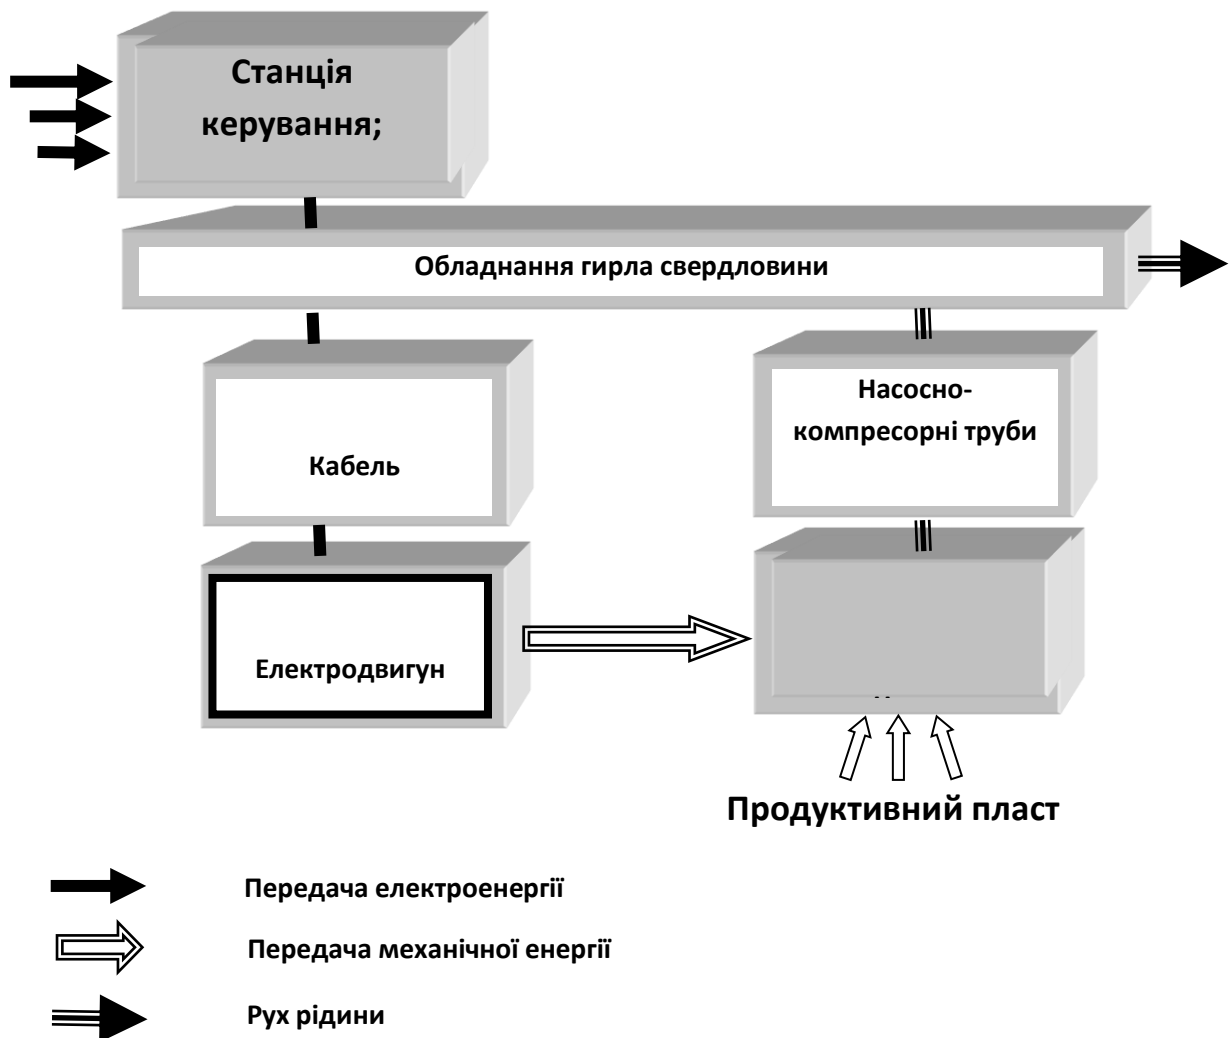 Станція
керування;
Обладнання гирла свердловини
Насосно-
компресорні труби
Кабель
Електродвигун
Продуктивний пласт
Передача електроенергії
Передача механічної енергії
Рух рідини